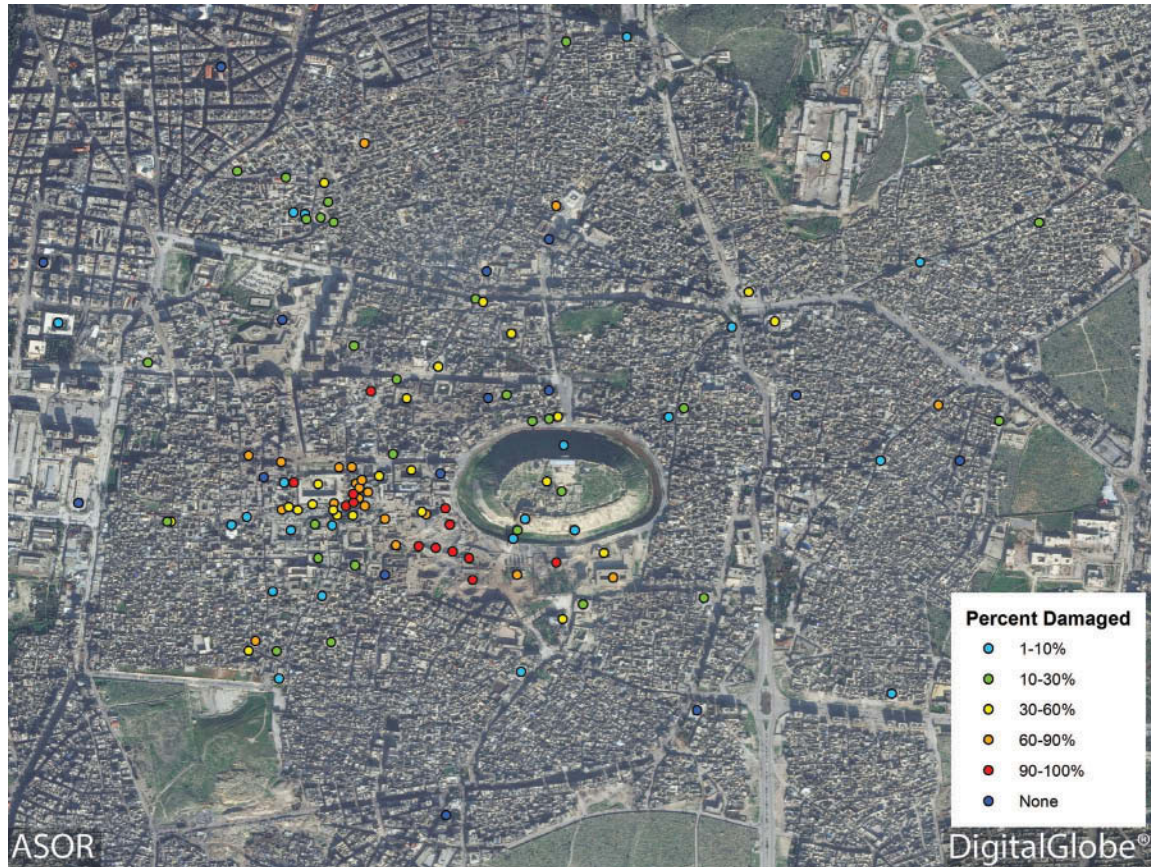 Percent Damaged
1-10%
10-30%
30-60%
60-90%
90-100%
None
ASOR
DigitalGlobe®